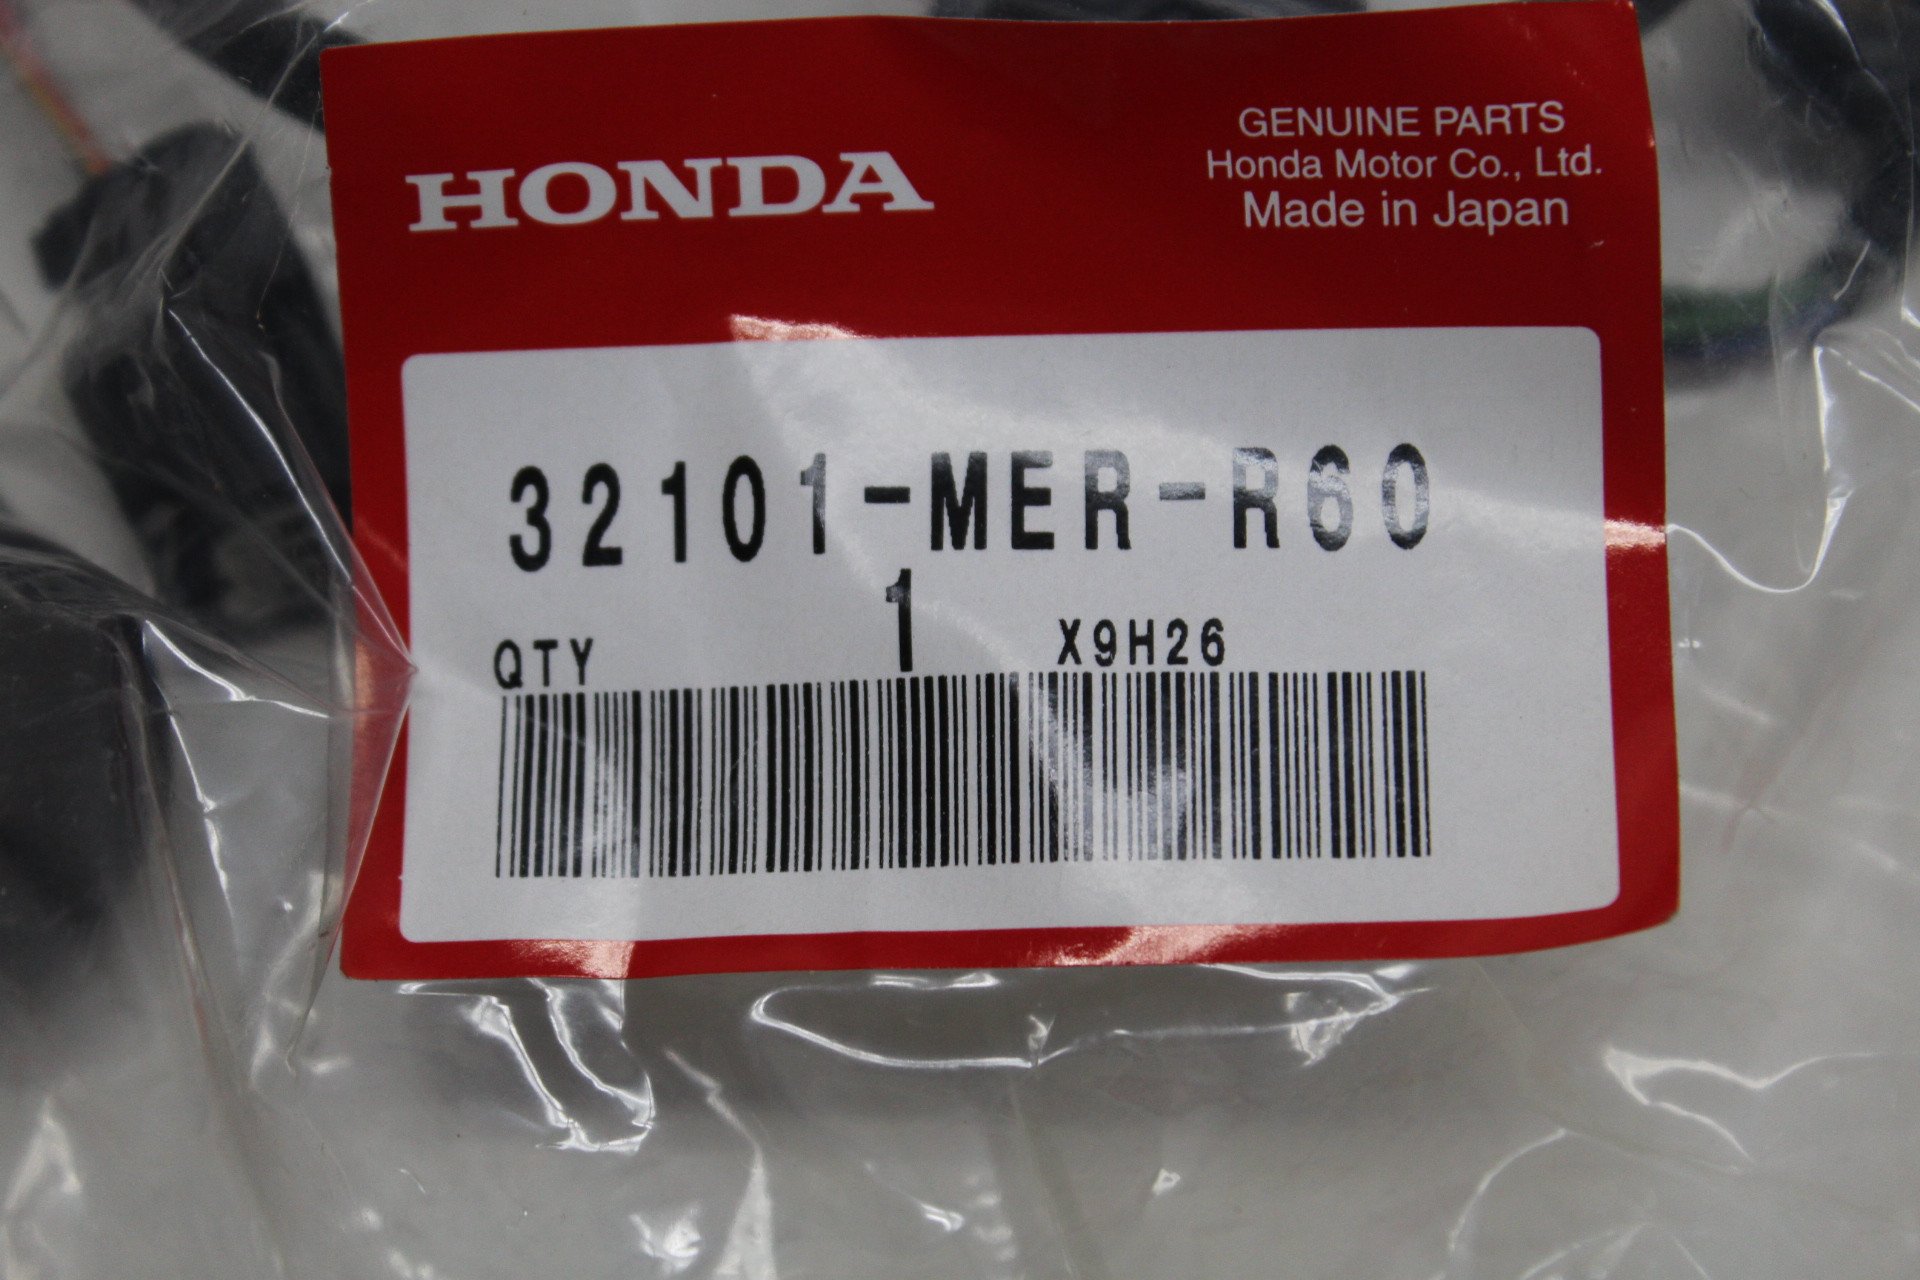 HONDA
GENUINE PARTS
Honda Motor Co., Ltd.
Made in Japan
32101-MER-R60
QTY 1 X9H26